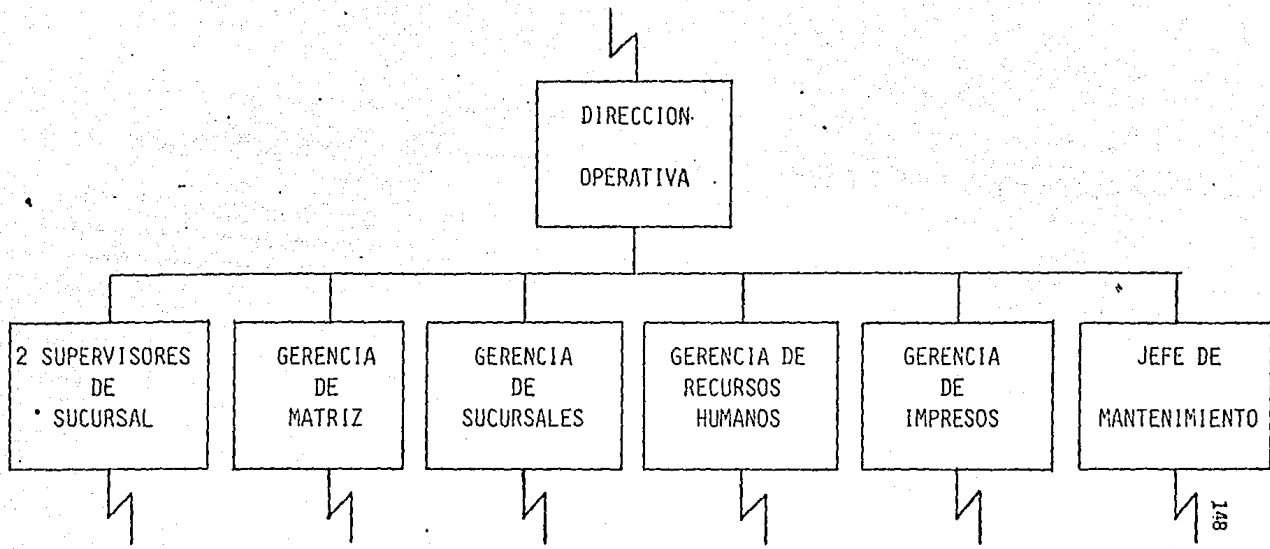 DIRECCION
OPERATIVA
2 SUPERVISORES
DE
SUCURSAL
GERENCIA
DE
MATRIZ
GERENCIA
DE
SUCURSALES
GERENCIA DE
RECURSOS
HUMANOS
GERENCIA
DE
IMPRESOS
JEFE DE
MANTENIMIENTO
148